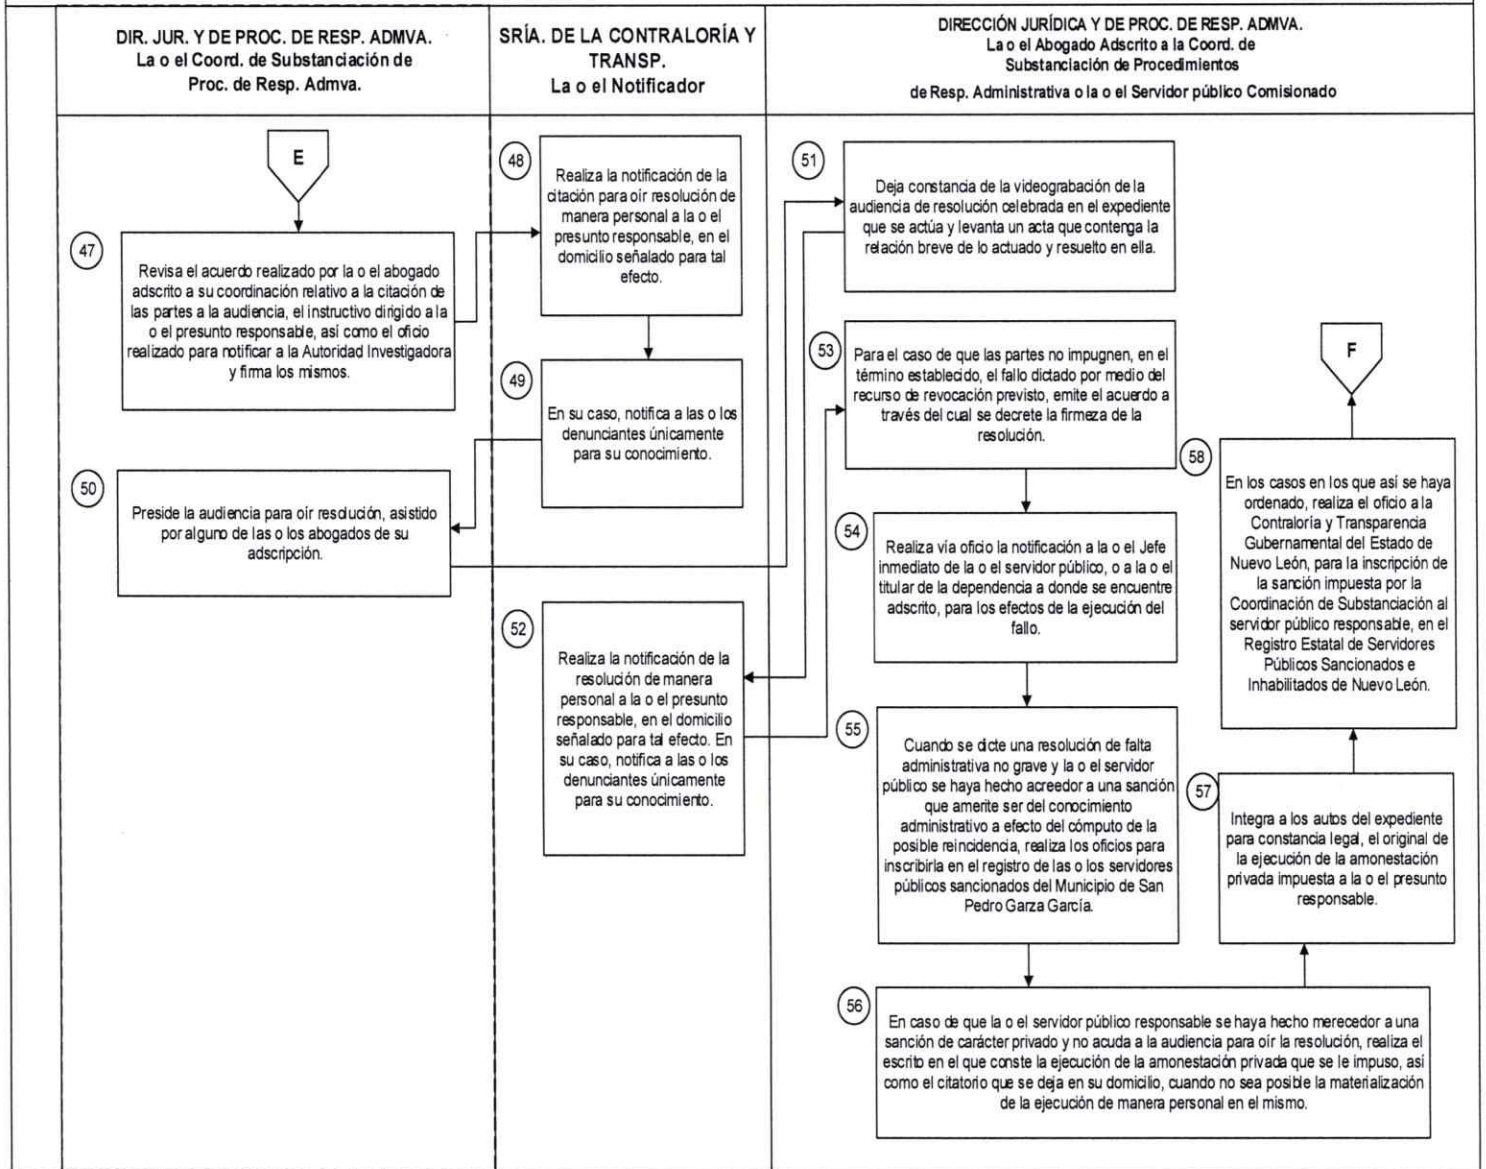 DIR. JUR. Y DE PROC. DE RESP. ADMVA.
La o el Coord. de Substanciación de
Proc. de Resp. Admva.
SRÍA. DE LA CONTRALORÍA Y
TRANSP.
La o el Notificador
DIRECCIÓN JURÍDICA Y DE PROC. DE RESP. ADMVA.
La o el Abogado Adscrito a la Coord. de
Substanciación de Procedimientos
de Resp. Administrativa o la o el Servidor público Comisionado
E
47
Revisa el acuerdo realizado por la o el abogado
adscrito a su coordinación relativo a la citación de
las partes a la audiencia, el instructivo dirigido a la
o el presunto responsable, así como el oficio
realizado para notificar a la Autoridad Investigadora
y firma los mismos.
48
Realiza la notificación de la
citación para oír resolución de
manera personal a la o el
presunto responsable, en el
domicilio señalado para tal
efecto.
49
En su caso, notifica a las o los
denunciantes únicamente
para su conocimiento.
50
Preside la audiencia para oír resolución, asistido
por alguno de las o los abogados de su
adscripción.
51
Deja constancia de la videograbación de la
audiencia de resolución celebrada en el expediente
que se actúa y levanta un acta que contenga la
relación breve de lo actuado y resuelto en ella.
52
Realiza la notificación de la
resolución de manera
personal a la o el presunto
responsable, en el domicilio
señalado para tal efecto. En
su caso, notifica a las o los
denunciantes únicamente
para su conocimiento.
53
Para el caso de que las partes no impugnen, en el
término establecido, el fallo dictado por medio del
recurso de revocación previsto, emite el acuerdo a
través del cual se decrete la firmeza de la
resolución.
54
Realiza vía oficio la notificación a la o el Jefe
inmediato de la o el servidor público, o a la o el
titular de la dependencia a donde se encuentre
adscrito, para los efectos de la ejecución del
fallo.
55
Cuando se dicte una resolución de falta
administrativa no grave y la o el servidor
público se haya hecho acreedor a una sanción
que amerite ser del conocimiento
administrativo a efecto del cómputo de la
posible reincidencia, realiza los oficios para
inscribirla en el registro de las o los servidores
públicos sancionados del Municipio de San
Pedro Garza García.
56
En caso de que la o el servidor público responsable se haya hecho merecedor a una
sanción de carácter privado y no acuda a la audiencia para oír la resolución, realiza el
escrito en el que conste la ejecución de la amonestación privada que se le impuso, así
como el citatorio que se deja en su domicilio, cuando no sea posible la materialización
de la ejecución de manera personal en el mismo.
57
Integra a los autos del expediente
para constancia legal, el original de
la ejecución de la amonestación
privada impuesta a la o el presunto
responsable.
58
En los casos en los que así se haya
ordenado, realiza el oficio a la
Contraloría y Transparencia
Gubernamental del Estado de
Nuevo León, para la inscripción de
la sanción impuesta por la
Coordinación de Substanciación al
servidor público responsable, en el
Registro Estatal de Servidores
Públicos Sancionados e
Inhabilitados de Nuevo León.
F